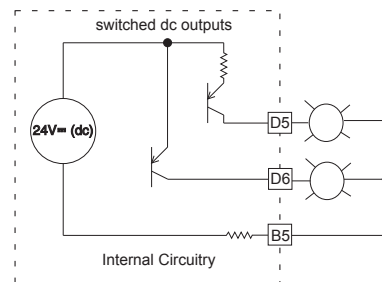 switched dc outputs
24V= (dc)
D5
D6
B5
Internal Circuitry